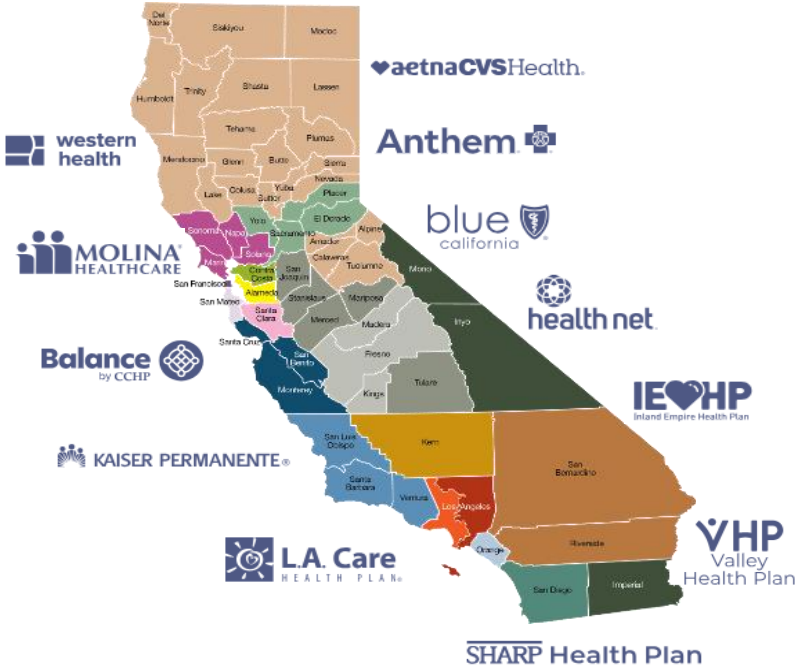 Del
Norte
Siskiyou
Modoc
aetnaCVSHealth®
Humboldt
Trinity
Shasta
Lassen
Tehama
Plumas
western
health
Anthem
Mendocino
Glenn
Butte
Sierra
Nevada
Lake
Colusa
Yuba
Sutter
Placer
blue
california
Sonoma
Napa
Yolo
El Dorado
Sacramento
Alpine
Amador
MOLINA®
HEALTHCARE
Marin
Solano
Calaveras
Tuolumne
Mono
San Francisco
Contra
Costa
San
Joaquin
Alameda
San Mateo
Santa
Clara
Stanislaus
Mariposa
Merced
Madera
Inyo
health net
Santa Cruz
San
Benito
Fresno
Balance
by CCHP
Monterey
Kings
Tulare
IEHP
Inland Empire Health Plan
KAISER PERMANENTE®
San Luis
Obispo
Kern
San
Bernardino
Santa
Barbara
Ventura
Los Angeles
VHP
Valley
Health Plan
L.A. Care
HEALTH PLAN®
Orange
Riverside
San Diego
Imperial
SHARP Health Plan